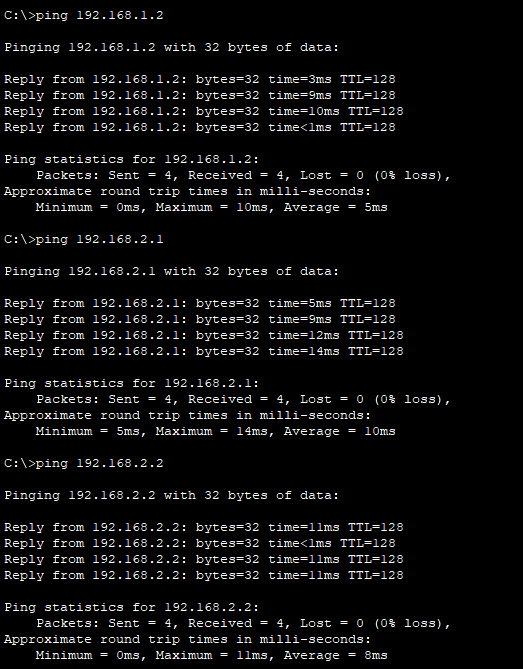 C:\>ping 192.168.1.2
Pinging 192.168.1.2 with 32 bytes of data:
Reply from 192.168.1.2: bytes=32 time=3ms TTL=128
Reply from 192.168.1.2: bytes=32 time=9ms TTL=128
Reply from 192.168.1.2: bytes=32 time=10ms TTL=128
Reply from 192.168.1.2: bytes=32 time<1ms TTL=128
Ping statistics for 192.168.1.2:
Packets: Sent = 4, Received = 4, Lost = 0 (0% loss),
Approximate round trip times in milli-seconds:
Minimum = 0ms, Maximum = 10ms, Average = 5ms
C:\>ping 192.168.2.1
Pinging 192.168.2.1 with 32 bytes of data:
Reply from 192.168.2.1: bytes=32 time=5ms TTL=128
Reply from 192.168.2.1: bytes=32 time=9ms TTL=128
Reply from 192.168.2.1: bytes=32 time=12ms TTL=128
Reply from 192.168.2.1: bytes=32 time=14ms TTL=128
Ping statistics for 192.168.2.1:
Packets: Sent = 4, Received = 4, Lost = 0 (0% loss),
Approximate round trip times in milli-seconds:
Minimum = 5ms, Maximum = 14ms, Average = 10ms
C:\>ping 192.168.2.2
Pinging 192.168.2.2 with 32 bytes of data:
Reply from 192.168.2.2: bytes=32 time=11ms TTL=128
Reply from 192.168.2.2: bytes=32 time<1ms TTL=128
Reply from 192.168.2.2: bytes=32 time=11ms TTL=128
Reply from 192.168.2.2: bytes=32 time=11ms TTL=128
Ping statistics for 192.168.2.2:
Packets: Sent = 4, Received = 4, Lost = 0 (0% loss),
Approximate round trip times in milli-seconds:
Minimum = 0ms, Maximum = 11ms, Average = 8ms